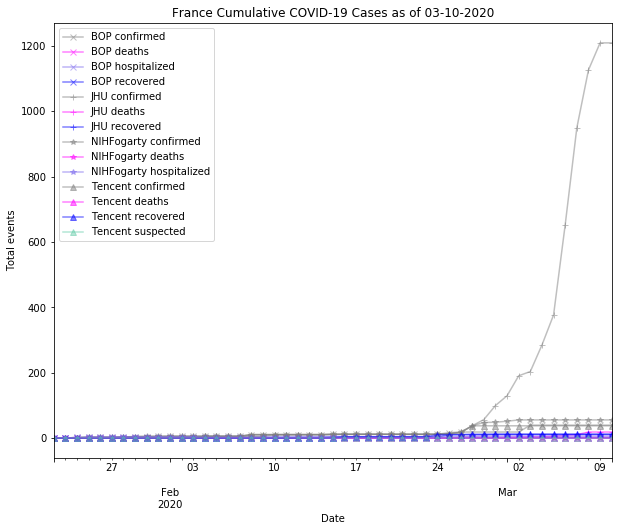 France Cumulative COVID-19 Cases as of 03-10-2020
1200
1000
800
600
400
200
0
Total events
BOP confirmed
BOP deaths
BOP hospitalized
BOP recovered
JHU confirmed
JHU deaths
JHU recovered
NIHFogarty confirmed
NIHFogarty deaths
NIHFogarty hospitalized
Tencent confirmed
Tencent deaths
Tencent recovered
Tencent suspected
27 03 10 17 24 02 09
Feb Mar
2020
Date